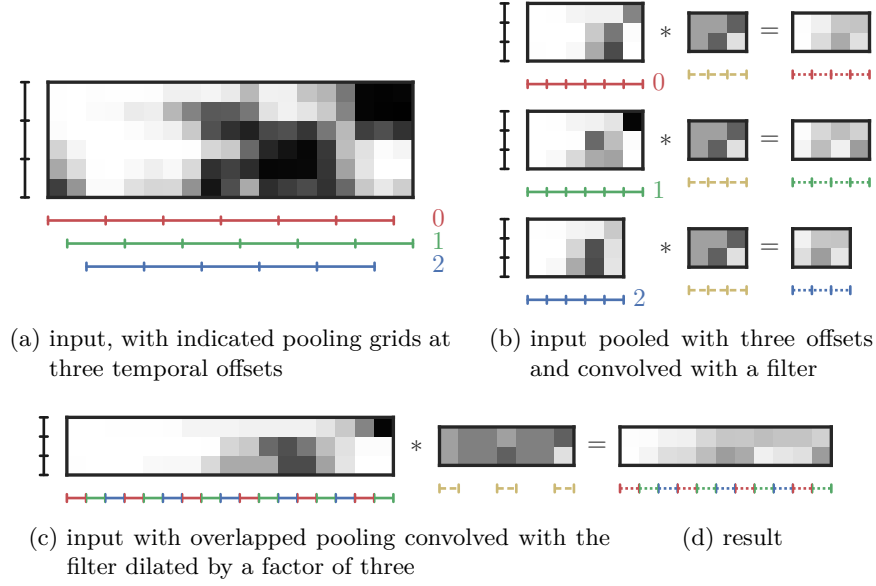 * =
0
* =
1
* =
2
0
1
2
(a) input, with indicated pooling grids at
three temporal offsets
(b) input pooled with three offsets
and convolved with a filter
* =
(c) input with overlapped pooling convolved with the
filter dilated by a factor of three
(d) result